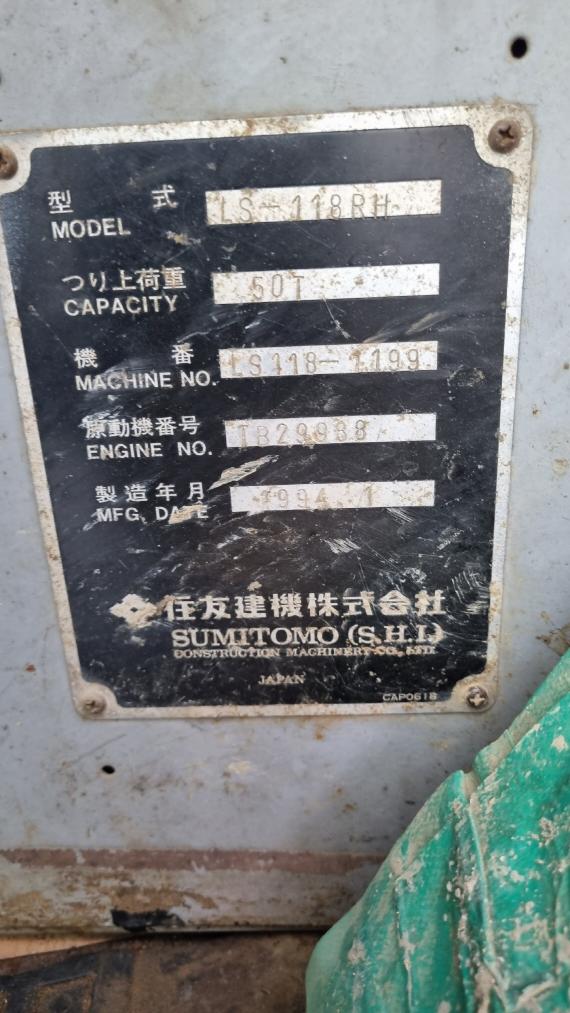 型 式 LS-118RH
MODEL
つり上荷重 50T
CAPACITY
機 番 LS118-1199
MACHINE NO.
原動機番号
ENGINE NO.
製造年月 1994 1
MFG. DATE
住友建機株式会社
SUMITOMO (S.H.I.)
CONSTRUCTION MACHINERY CO., LTD.
JAPAN
CAP0618